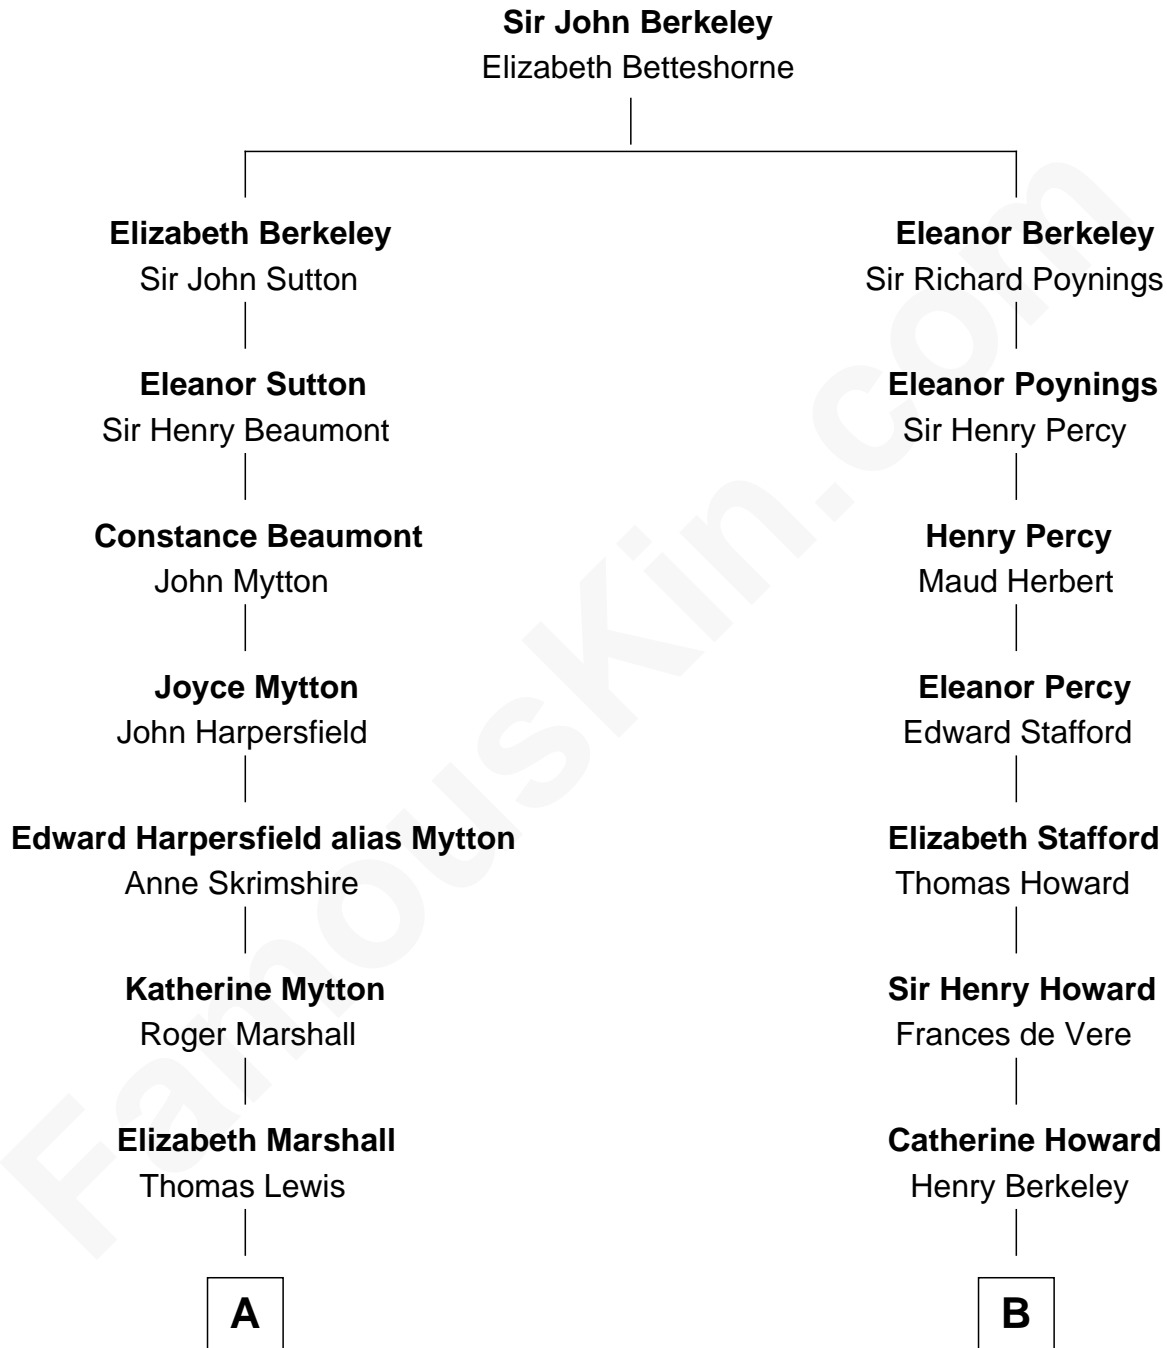 Sir John Berkeley
Elizabeth Betteshorne
Elizabeth Berkeley
Sir John Sutton
Eleanor Sutton
Sir Henry Beaumont
Constance Beaumont
John Mytton
Joyce Mytton
John Harpersfield
Edward Harpersfield alias Mytton
Anne Skrimshire
Katherine Mytton
Roger Marshall
Elizabeth Marshall
Thomas Lewis
A
Eleanor Berkeley
Sir Richard Poynings
Eleanor Poynings
Sir Henry Percy
Henry Percy
Maud Herbert
Eleanor Percy
Edward Stafford
Elizabeth Stafford
Thomas Howard
Sir Henry Howard
Frances de Vere
Catherine Howard
Henry Berkeley
B
FamousKin.com